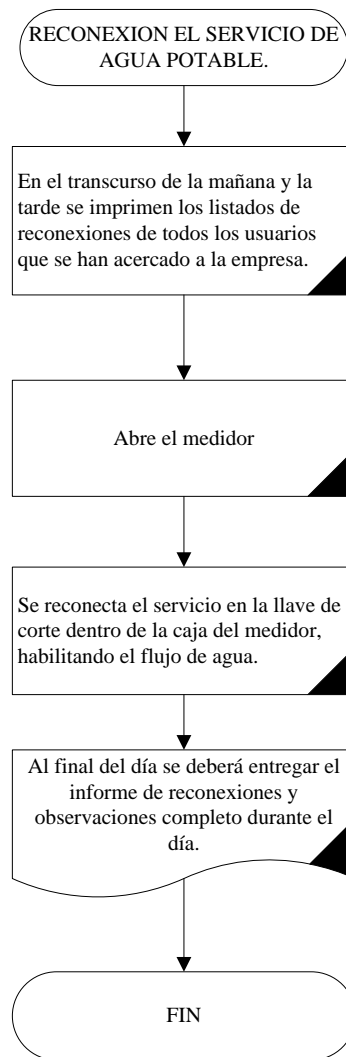 RECONEXION EL SERVICIO DE
AGUA POTABLE.
En el transcurso de la mañana y la
tarde se imprimen los listados de
reconexiones de todos los usuarios
que se han acercado a la empresa.
Abre el medidor
Se reconecta el servicio en la llave de
corte dentro de la caja del medidor,
habilitando el flujo de agua.
Al final del día se deberá entregar el
informe de reconexiones y
observaciones completo durante el
día.
FIN